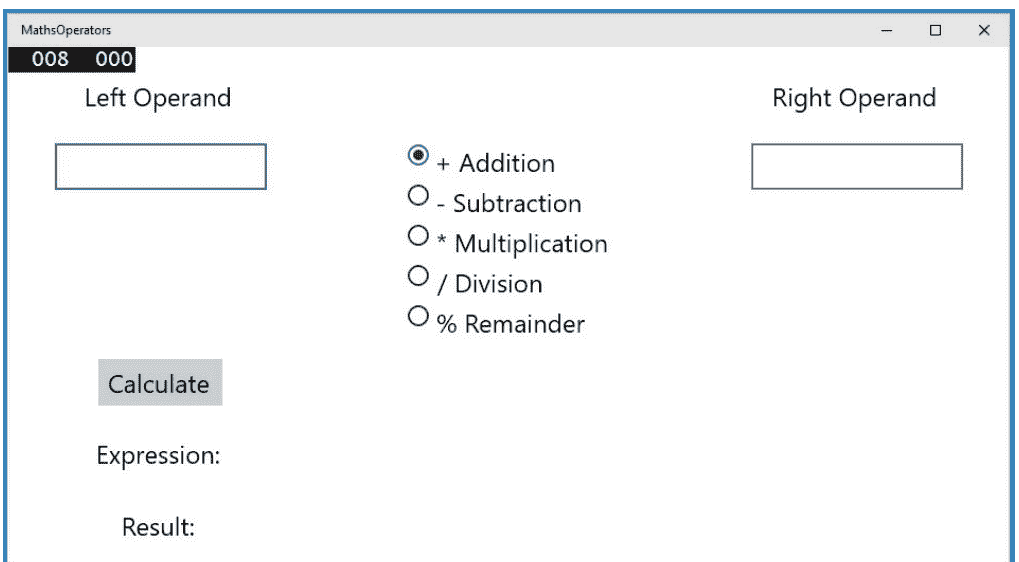 MathsOperators
008 000
Left Operand
Right Operand
+ Addition
- Subtraction
* Multiplication
/ Division
% Remainder
Calculate
Expression:
Result: